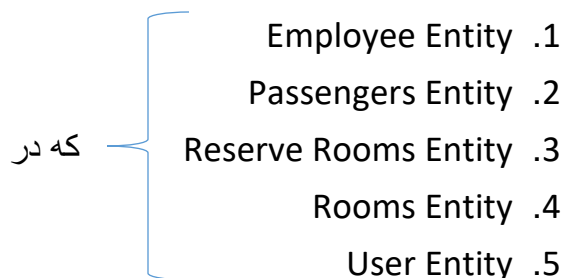 1. Employee Entity
2. Passengers Entity
3. Reserve Rooms Entity
4. Rooms Entity
5. User Entity
که در